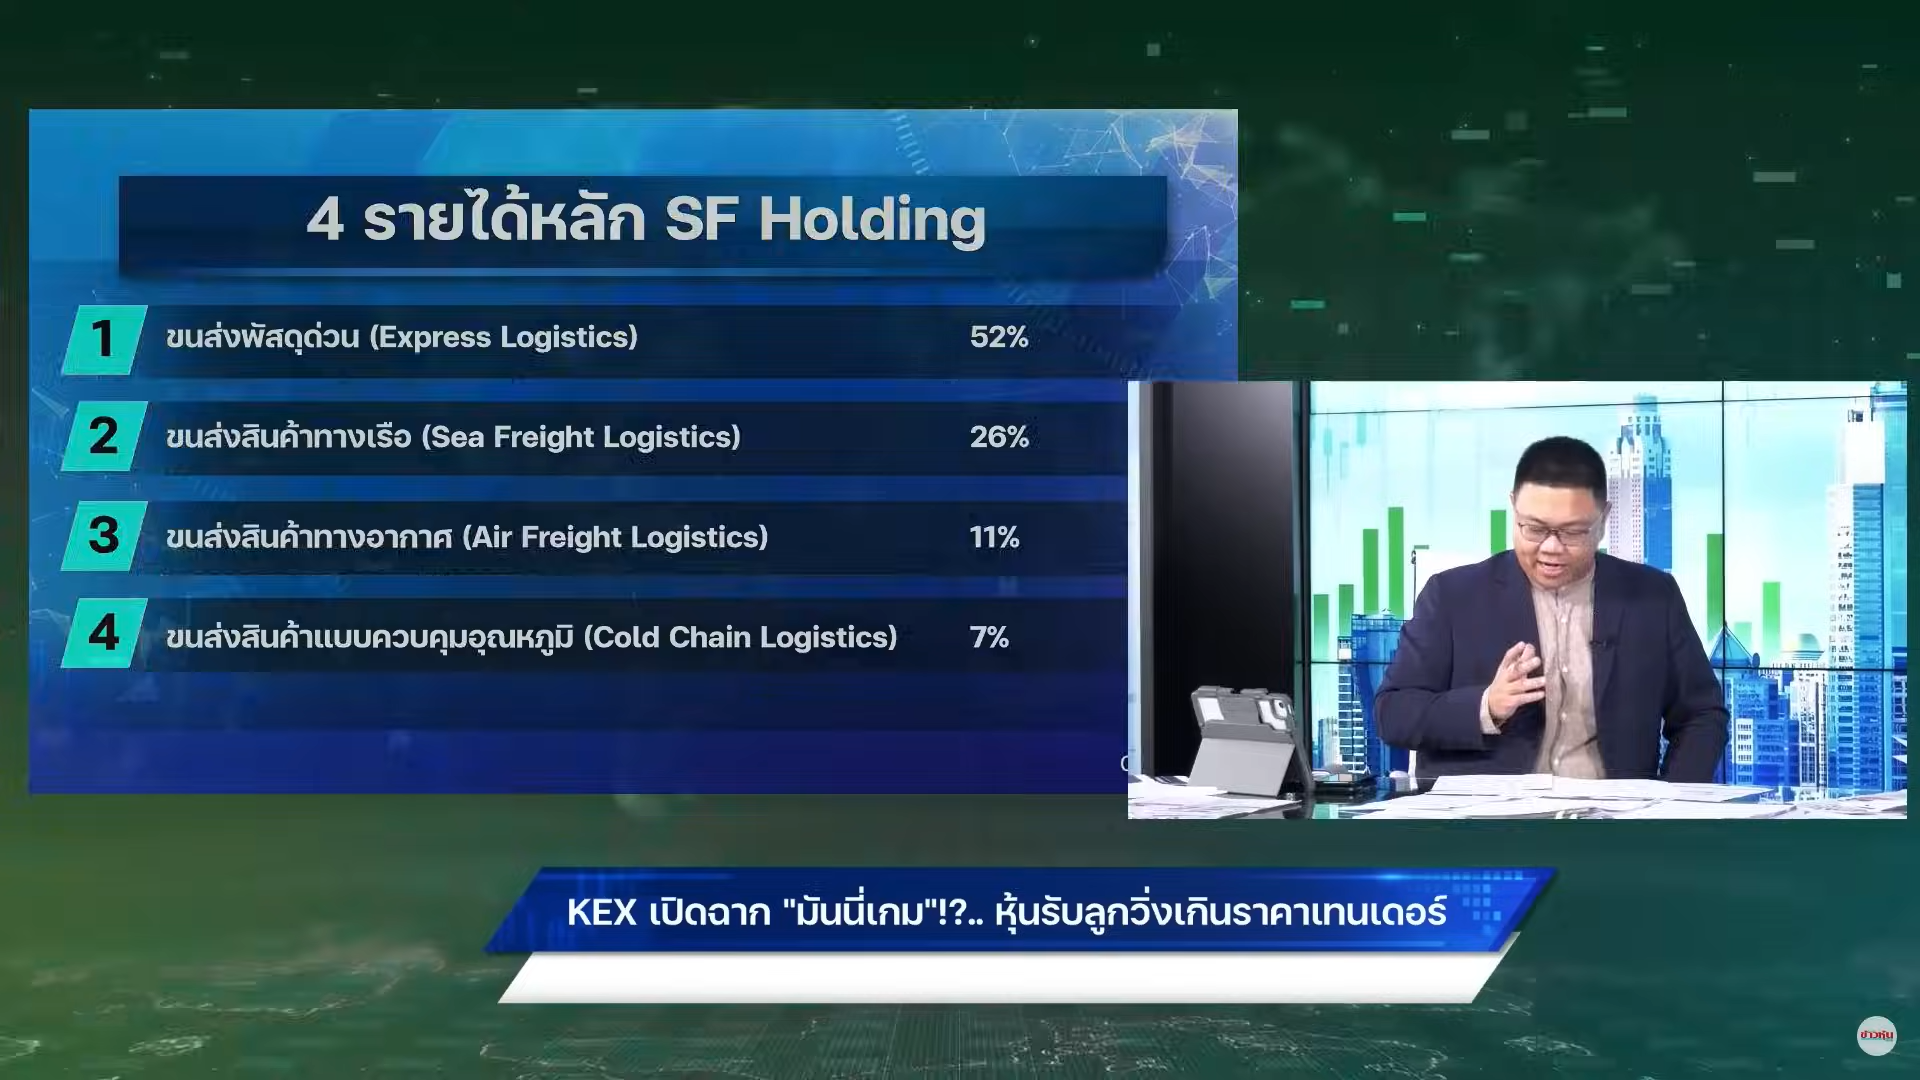 4 รายได้หลัก SF Holding
1 ขนส่งพัสดุด่วน (Express Logistics) 52%
2 ขนส่งสินค้าทางเรือ (Sea Freight Logistics) 26%
3 ขนส่งสินค้าทางอากาศ (Air Freight Logistics) 11%
4 ขนส่งสินค้าแบบควบคุมอุณหภูมิ (Cold Chain Logistics) 7%
KEX เปิดฉาก "มันนี่เกม"!?.. หุ้นรับลูกวิ่งเกินราคาเทนเดอร์
ข่าวหุ้น